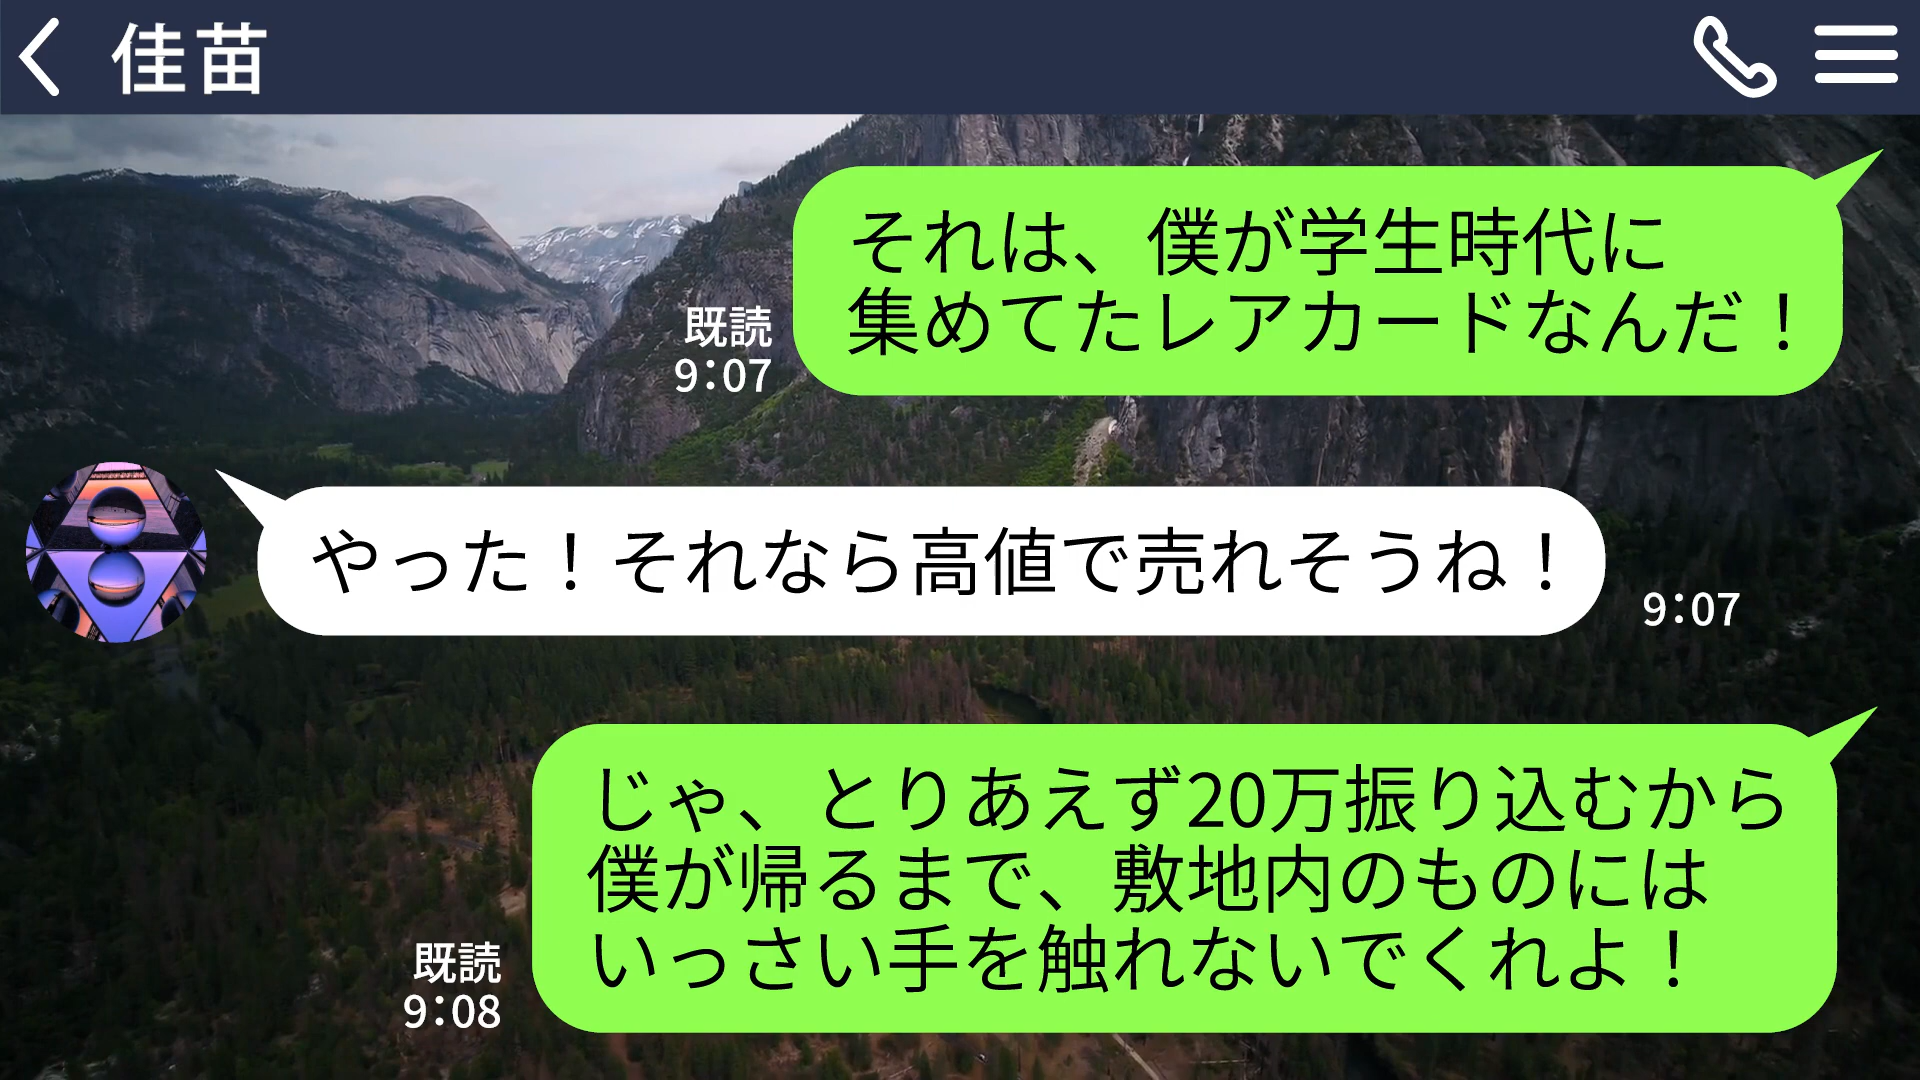 佳苗
それは、僕が学生時代に
集めてたレアカードなんだ！
既読
9:07
やった！それなら高値で売れそうね！
9:07
じゃ、とりあえず20万振り込むから
僕が帰るまで、敷地内のものには
いっさい手を触れないでくれよ！
既読
9:08